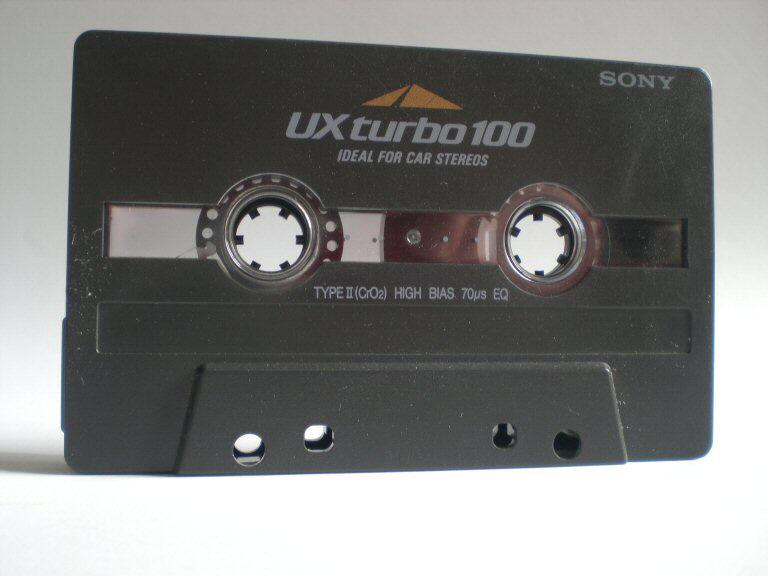 SONY
UX turbo 100
IDEAL FOR CAR STEREOS
TYPE II (CrO2) HIGH BIAS 70μs EQ